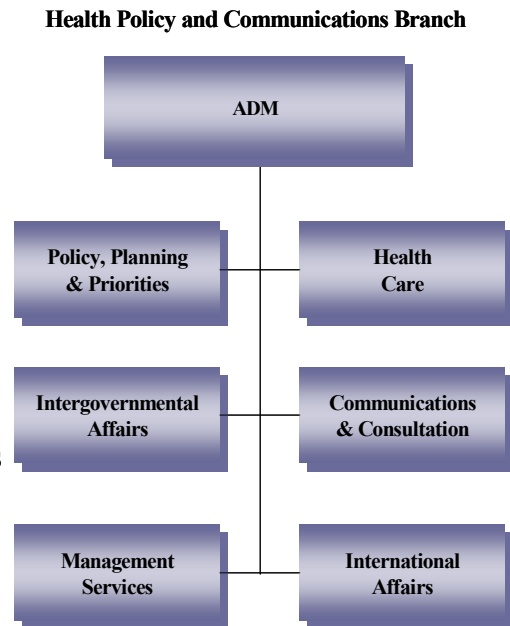 Health Policy and Communications Branch
ADM
Policy, Planning
& Priorities
Health
Care
Intergovernmental
Affairs
Communications
& Consultation
Management
Services
International
Affairs